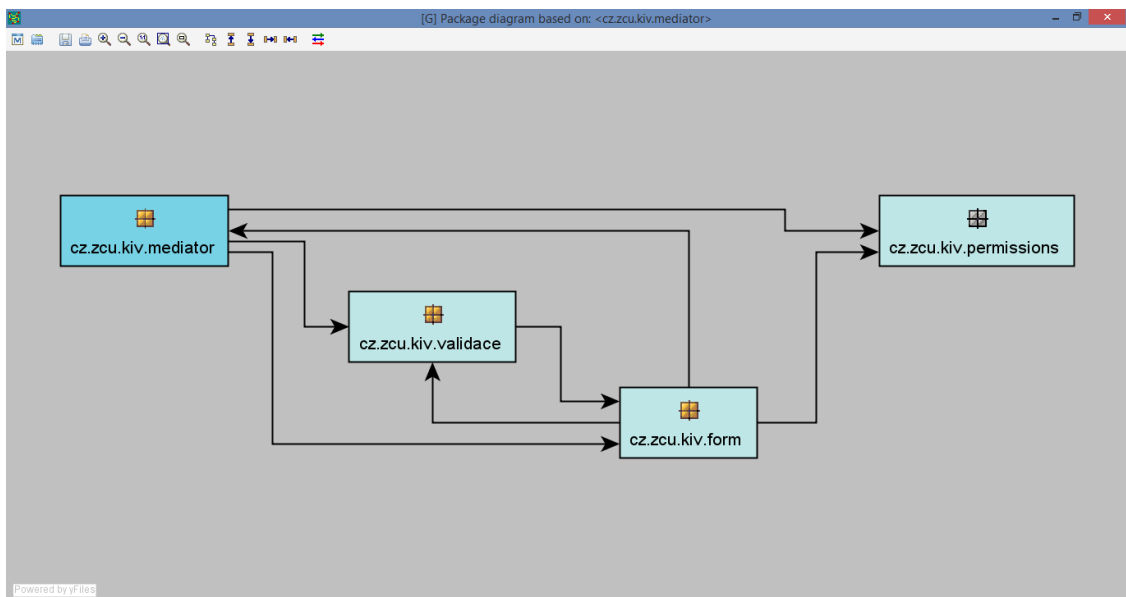 [G] Package diagram based on: <cz.zcu.kiv.mediator>
cz.zcu.kiv.mediator
cz.zcu.kiv.permissions
cz.zcu.kiv.validace
cz.zcu.kiv.form
Powered by yFiles